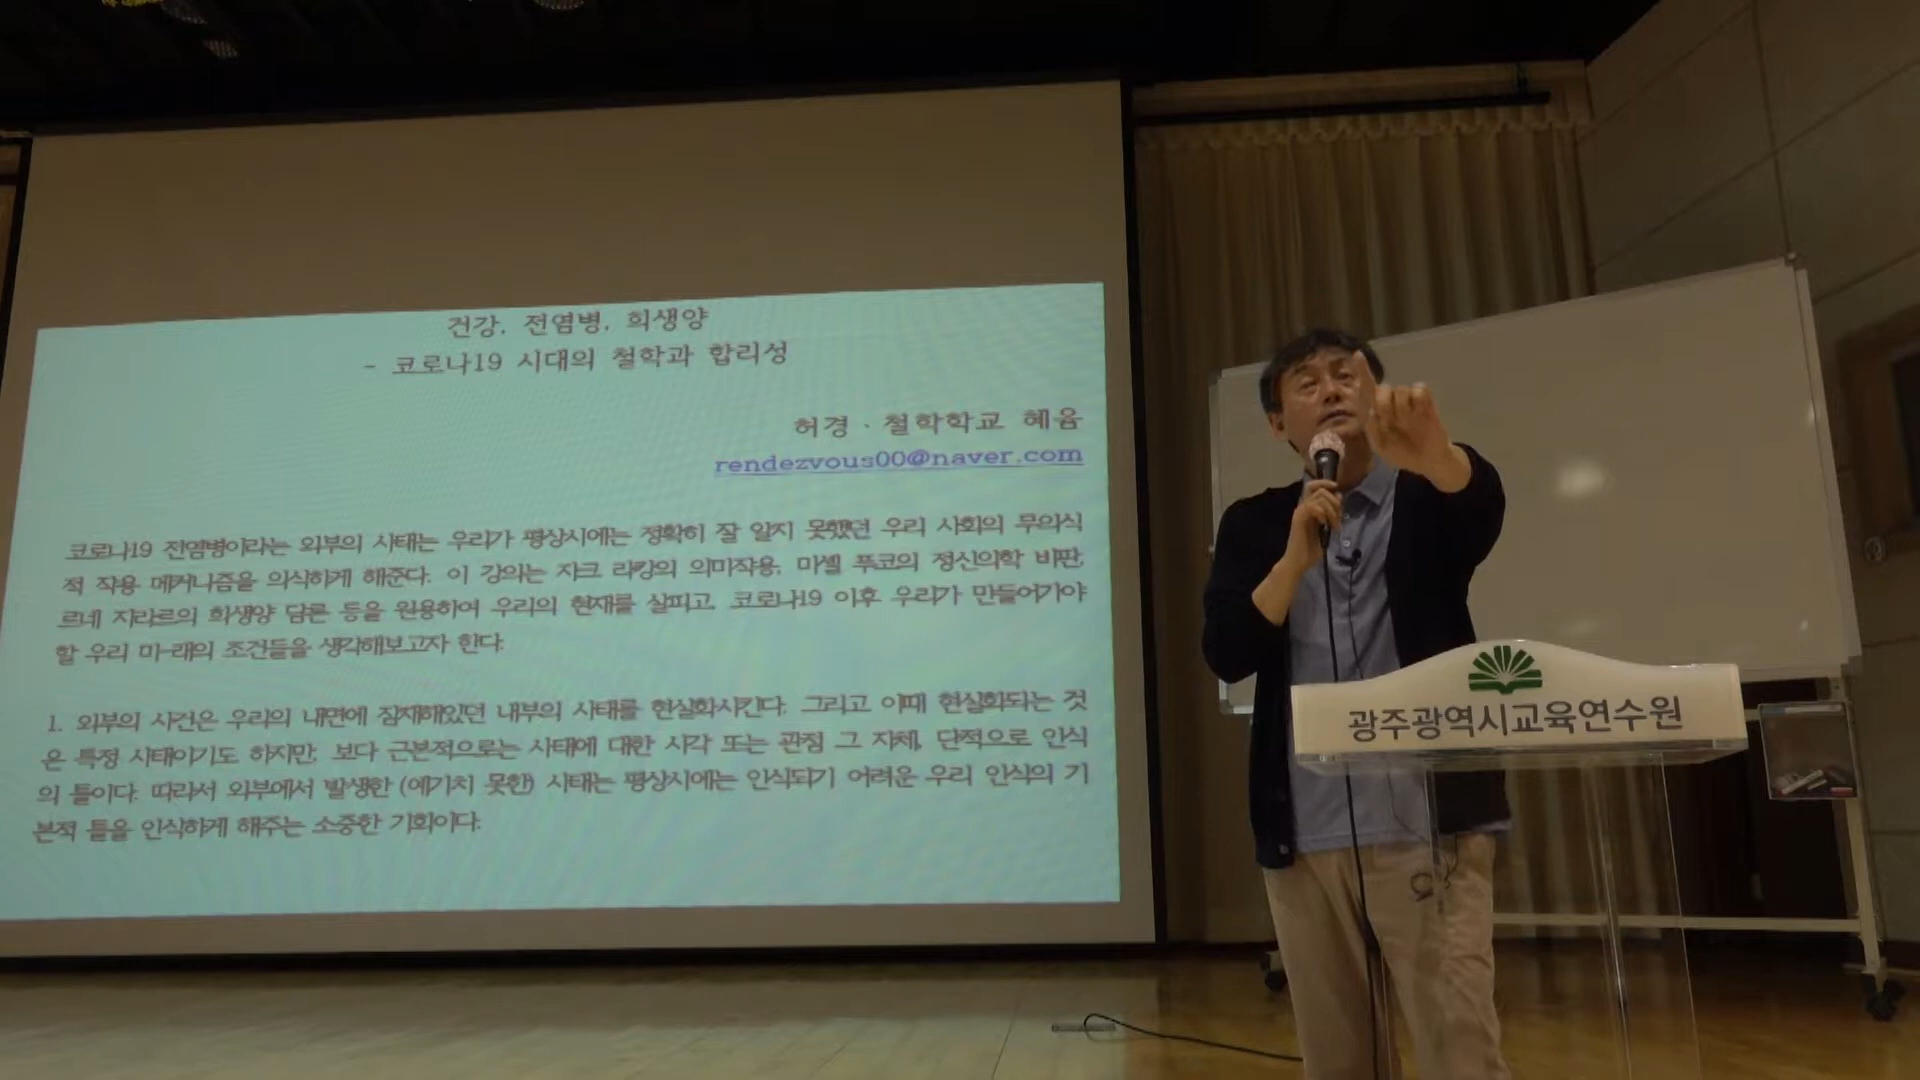 건강, 전염병, 희생양
- 코로나19 시대의 철학과 합리성
허경 · 철학학교 혜윰
rendezvous00@naver.com
코로나19 전염병이라는 외부의 사태는 우리가 평상시에는 정확히 잘 알지 못했던 우리 사회의 무의식
적 작용 메커니즘을 의식하게 해준다. 이 강의는 자크 라캉의 의미작용, 미셸 푸코의 정신의학 비판,
르네 지라르의 희생양 담론 등을 원용하여 우리의 현재를 살피고, 코로나19 이후 우리가 만들어가야
할 우리 미-래의 조건들을 생각해보고자 한다.
1. 외부의 사건은 우리의 내면에 잠재해있던 내부의 사태를 현실화시킨다. 그리고 이때 현실화되는 것
은 특정 사태이기도 하지만, 보다 근본적으로는 사태에 대한 시각 또는 관점 그 자체, 단적으로 인식
의 틀이다. 따라서 외부에서 발생한 (예기치 못한) 사태는 평상시에는 인식되기 어려운 우리 인식의 기
본적 틀을 인식하게 해주는 소중한 기회이다.
광주광역시교육연수원